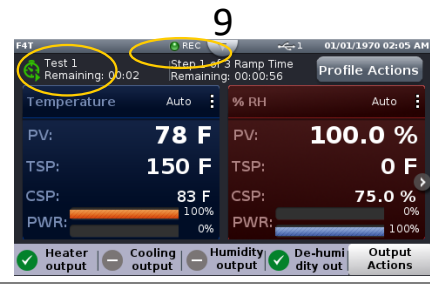 9
F4T REC 1 01/01/1970 02:05 AM
Test 1 Step 1 of 3 Ramp Time Profile Actions
Remaining: 00:02 Remaining: 00:00:56
Temperature Auto % RH Auto
PV: 78 F PV: 100.0 %
TSP: 150 F TSP: 0 F
CSP: 83 F CSP: 75.0 %
100% 0%
PWR: PWR:
0% 100%
Heater Cooling Humidity De-humi Output
output output output dity out Actions